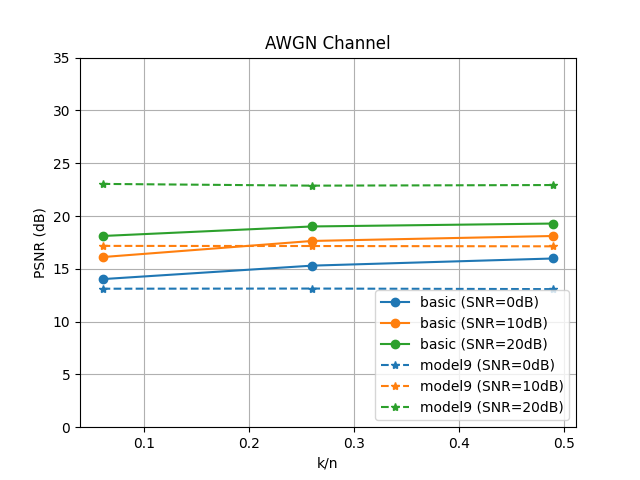 AWGN Channel
PSNR (dB)
35
30
25
20
15
10
5
0
0.1
0.2
0.3
0.4
0.5
k/n
basic (SNR=0dB)
basic (SNR=10dB)
basic (SNR=20dB)
model9 (SNR=0dB)
model9 (SNR=10dB)
model9 (SNR=20dB)